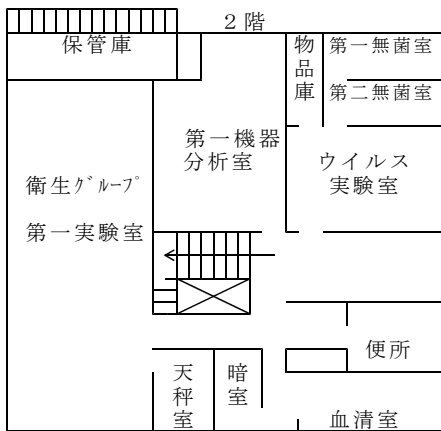 ２階
保管庫
物品庫
第一無菌室
第二無菌室
第一機器
分析室
ウイルス
実験室
衛生ｸﾞﾙｰﾌﾟ
第一実験室
便所
天秤室
暗室
血清室